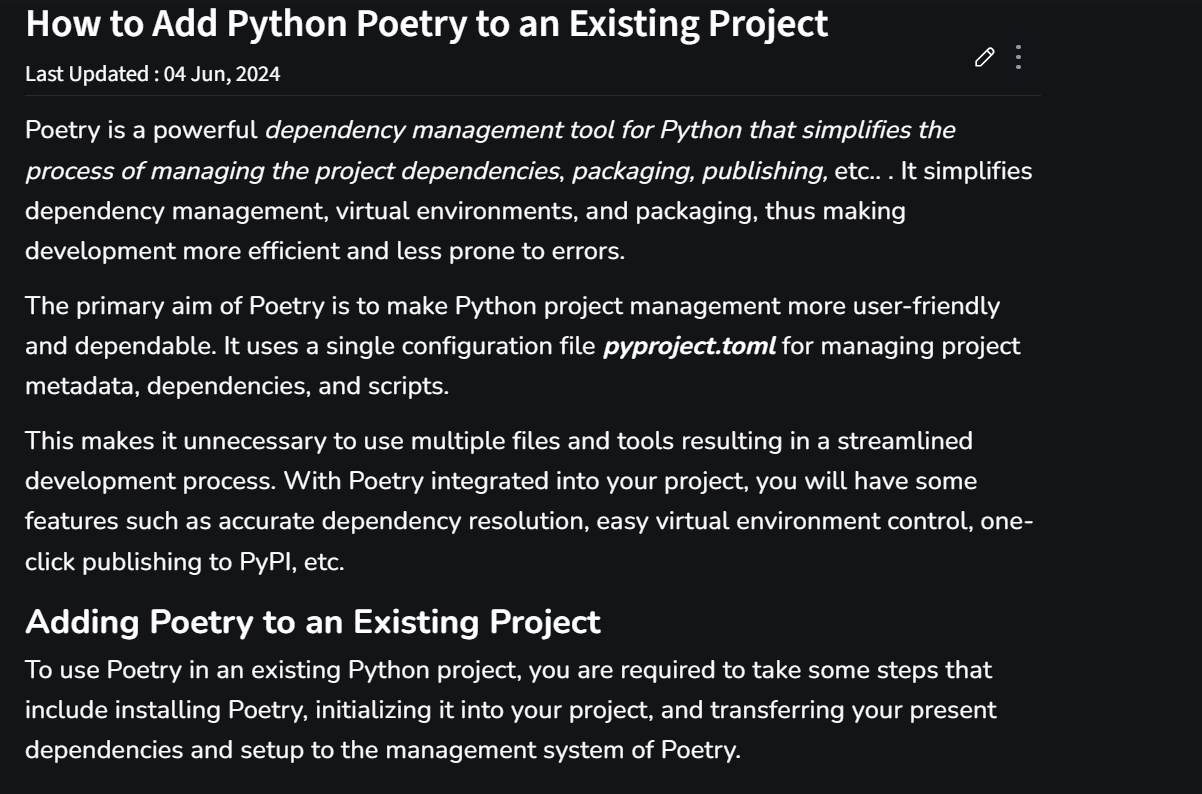 How to Add Python Poetry to an Existing Project
Last Updated : 04 Jun, 2024
Poetry is a powerful dependency management tool for Python that simplifies the
process of managing the project dependencies, packaging, publishing, etc.. . It simplifies
dependency management, virtual environments, and packaging, thus making
development more efficient and less prone to errors.
The primary aim of Poetry is to make Python project management more user-friendly
and dependable. It uses a single configuration file pyproject.toml for managing project
metadata, dependencies, and scripts.
This makes it unnecessary to use multiple files and tools resulting in a streamlined
development process. With Poetry integrated into your project, you will have some
features such as accurate dependency resolution, easy virtual environment control, one-
click publishing to PyPI, etc.
Adding Poetry to an Existing Project
To use Poetry in an existing Python project, you are required to take some steps that
include installing Poetry, initializing it into your project, and transferring your present
dependencies and setup to the management system of Poetry.